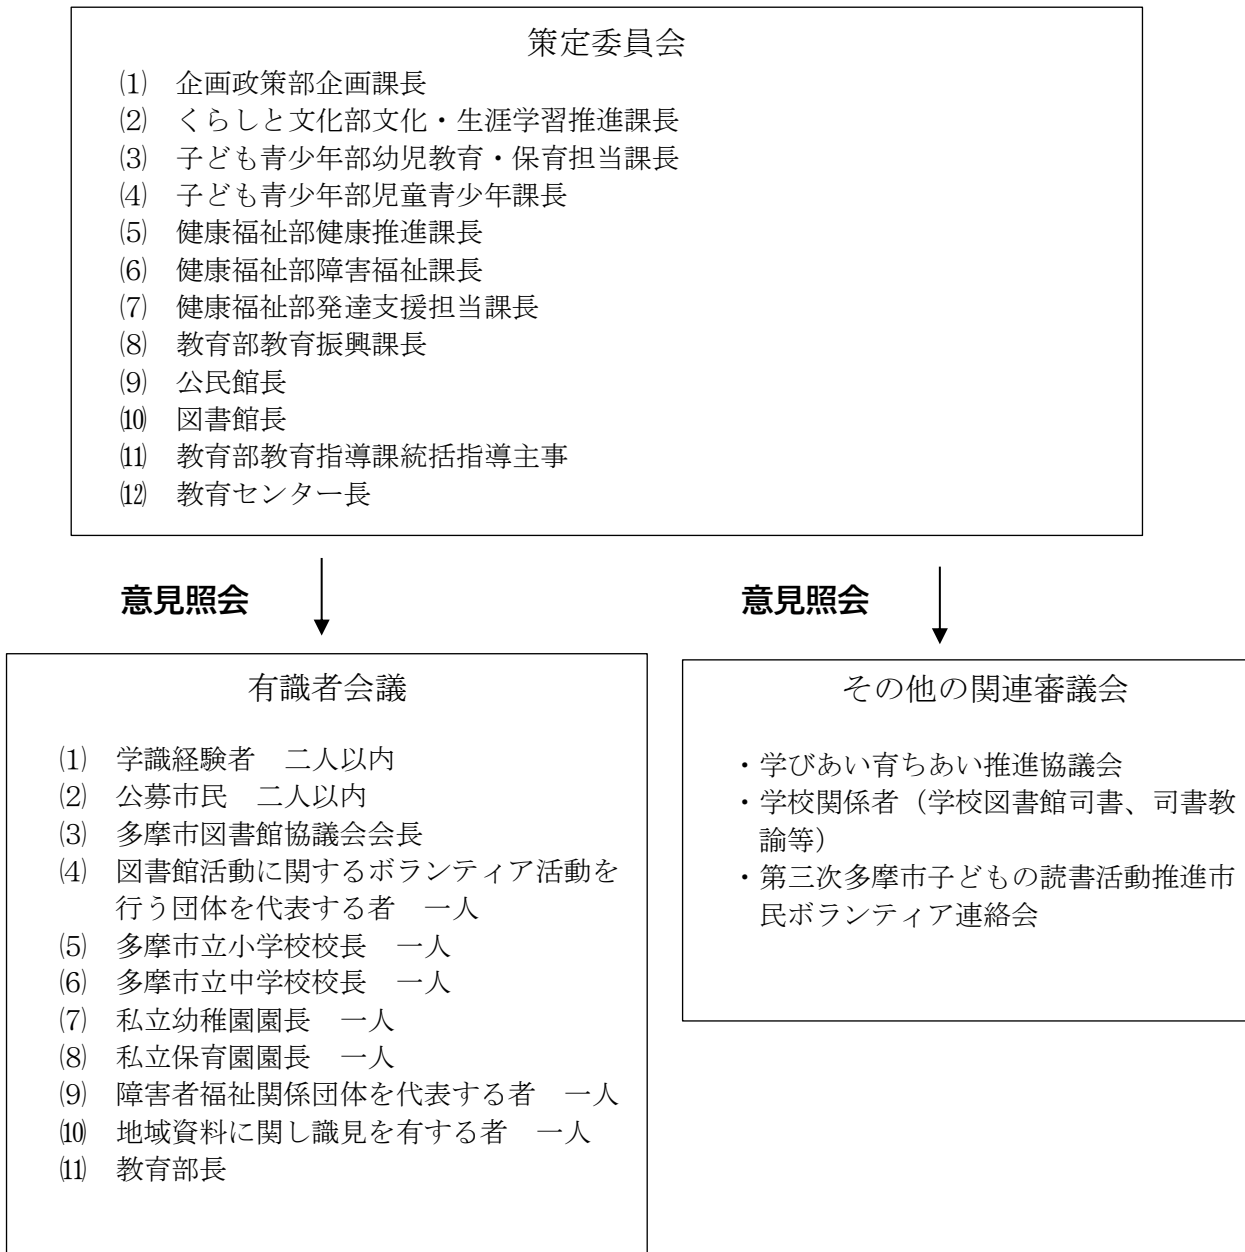 策定委員会
⑴　企画政策部企画課長
⑵　くらしと文化部文化・生涯学習推進課長
⑶　子ども青少年部幼児教育・保育担当課長
⑷　子ども青少年部児童青少年課長
⑸　健康福祉部健康推進課長
⑹　健康福祉部障害福祉課長
⑺　健康福祉部発達支援担当課長
⑻　教育部教育振興課長
⑼　公民館長
⑽　図書館長
⑾　教育部教育指導課統括指導主事
⑿　教育センター長
意見照会
意見照会
有識者会議
⑴　学識経験者　二人以内
⑵　公募市民　二人以内
⑶　多摩市図書館協議会会長
⑷　図書館活動に関するボランティア活動を
行う団体を代表する者　一人
⑸　多摩市立小学校校長　一人
⑹　多摩市立中学校校長　一人
⑺　私立幼稚園園長　一人
⑻　私立保育園園長　一人
⑼　障害者福祉関係団体を代表する者　一人
⑽　地域資料に関し識見を有する者　一人
⑾　教育部長
その他の関連審議会
・学びあい育ちあい推進協議会
・学校関係者（学校図書館司書、司書教
諭等）
・第三次多摩市子どもの読書活動推進市
民ボランティア連絡会